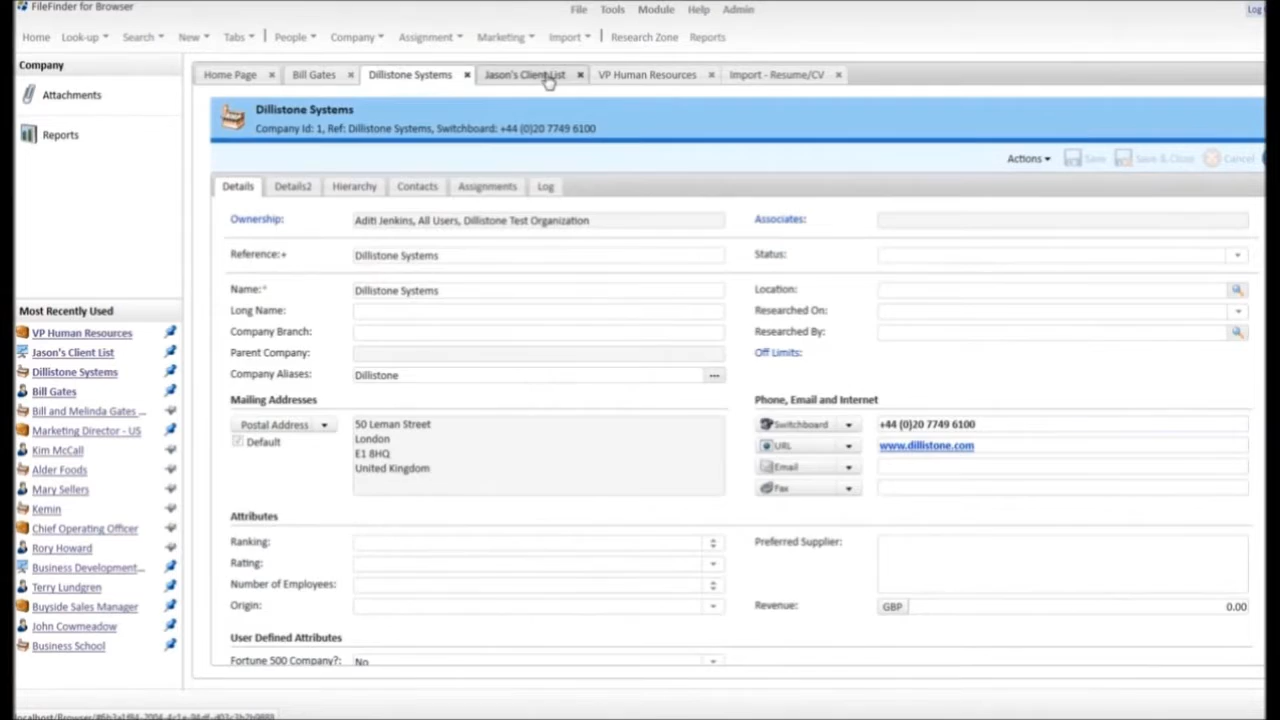 FileFinder for Browser
File Tools Module Help Admin Log
Home Look-up Search New Tabs People Company Assignment Marketing Import Research Zone Reports
Company
Attachments
Reports
Home Page Bill Gates Dillistone Systems Jason's Client List VP Human Resources Import - Resume/CV
Dillistone Systems
Company Id: 1, Ref: Dillistone Systems, Switchboard: +44 (0)20 7749 6100
Actions Save Save & Close Cancel
Details Details2 Hierarchy Contacts Assignments Log
Ownership: Aditi Jenkins, All Users, Dillistone Test Organization Associates:
Reference:+ Dillistone Systems Status:
Name:* Dillistone Systems Location:
Long Name: Researched On:
Company Branch: Researched By:
Parent Company: Off Limits:
Company Aliases: Dillistone ...
Mailing Addresses Phone, Email and Internet
Postal Address 50 Leman Street Switchboard +44 (0)20 7749 6100
Default London URL www.dillistone.com
E1 8HQ Email
United Kingdom Fax
Attributes
Ranking: Preferred Supplier:
Rating:
Number of Employees:
Origin: Revenue: GBP 0.00
User Defined Attributes
Fortune 500 Company?: No
Most Recently Used
VP Human Resources
Jason's Client List
Dillistone Systems
Bill Gates
Bill and Melinda Gates ...
Marketing Director - US
Kim McCall
Alder Foods
Mary Sellers
Kemin
Chief Operating Officer
Rory Howard
Business Development...
Terry Lundgren
Buyside Sales Manager
John Cowmeadow
Business School